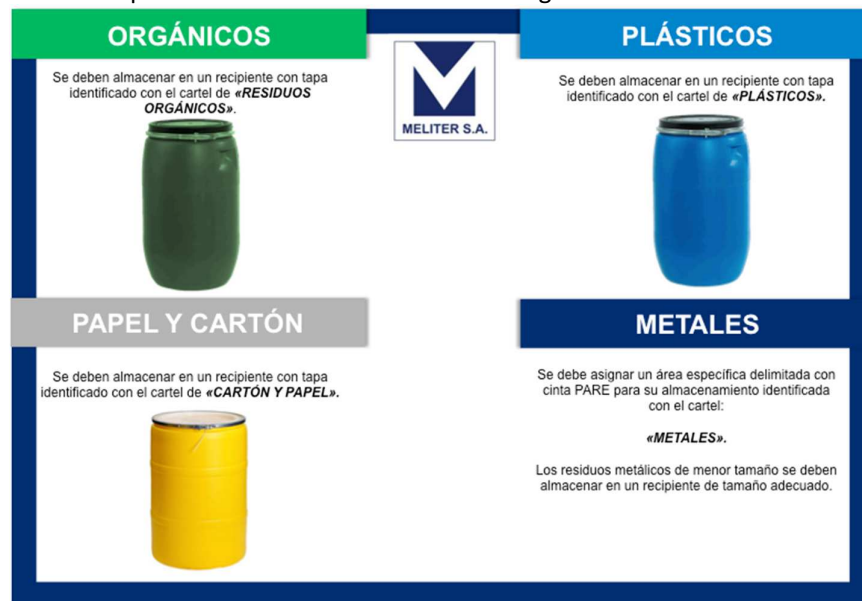 ORGÁNICOS
Se deben almacenar en un recipiente con tapa
identificado con el cartel de «RESIDUOS
ORGÁNICOS».
MELITER S.A.
PLÁSTICOS
Se deben almacenar en un recipiente con tapa
identificado con el cartel de «PLÁSTICOS».
PAPEL Y CARTÓN
Se deben almacenar en un recipiente con tapa
identificado con el cartel de «CARTÓN Y PAPEL».
METALES
Se debe asignar un área específica delimitada con
cinta PARE para su almacenamiento identificada
con el cartel:
«METALES».
Los residuos metálicos de menor tamaño se deben
almacenar en un recipiente de tamaño adecuado.